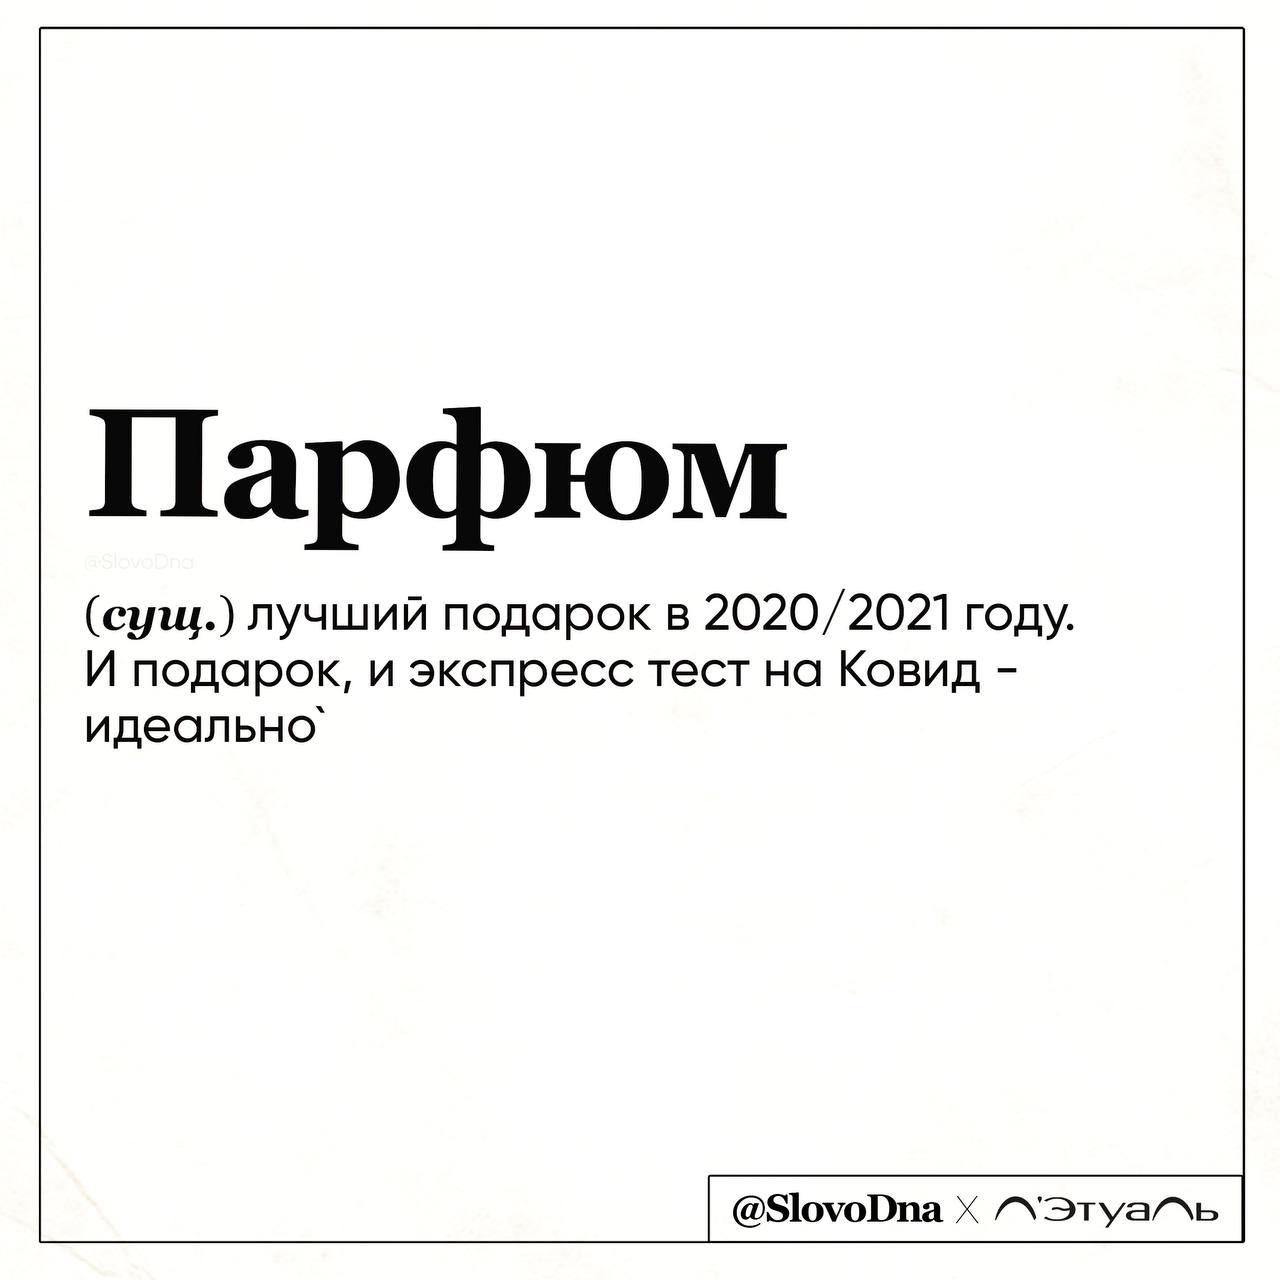 Парфюм
@SlovoDna
(сущ.) лучший подарок в 2020/2021 году.
И подарок, и экспресс тест на Ковид -
идеально`
@SlovoDna X Л'Этуаль